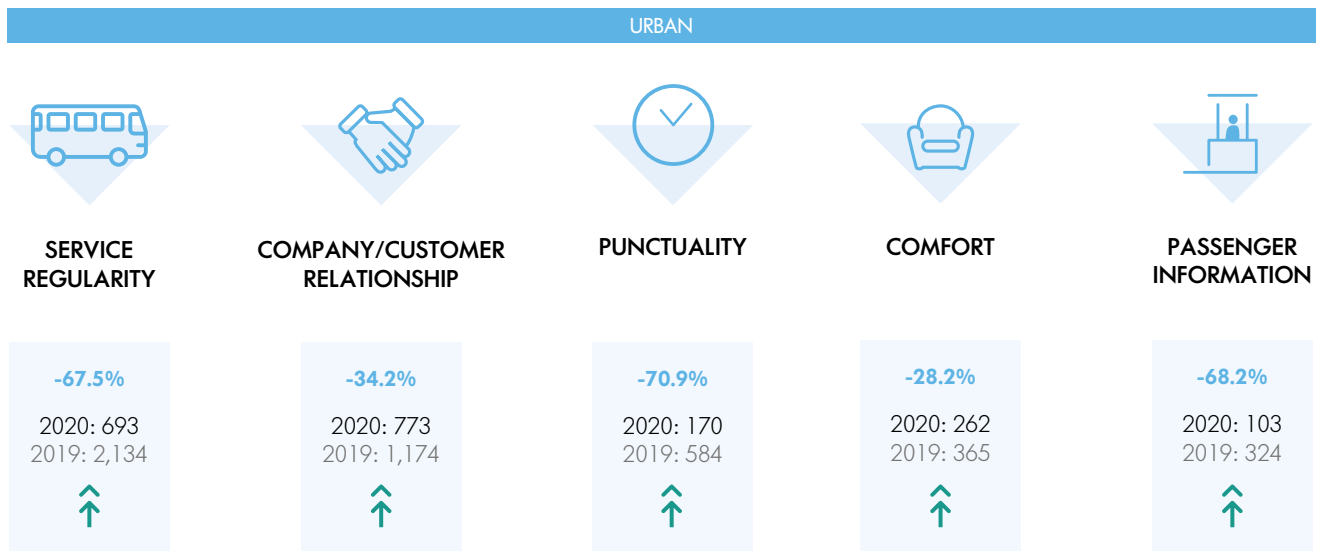 URBAN
SERVICE
REGULARITY
-67.5%
2020: 693
2019: 2,134
COMPANY/CUSTOMER
RELATIONSHIP
-34.2%
2020: 773
2019: 1,174
PUNCTUALITY
-70.9%
2020: 170
2019: 584
COMFORT
-28.2%
2020: 262
2019: 365
PASSENGER
INFORMATION
-68.2%
2020: 103
2019: 324